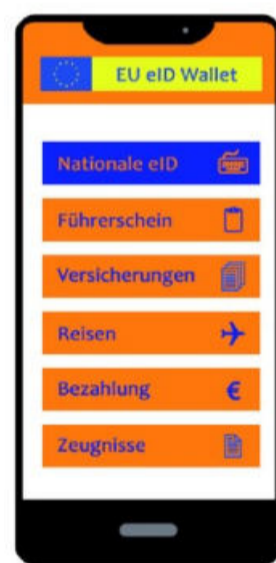 EU eID Wallet
Nationale eID
Führerschein
Versicherungen
Reisen
Bezahlung
€
Zeugnisse